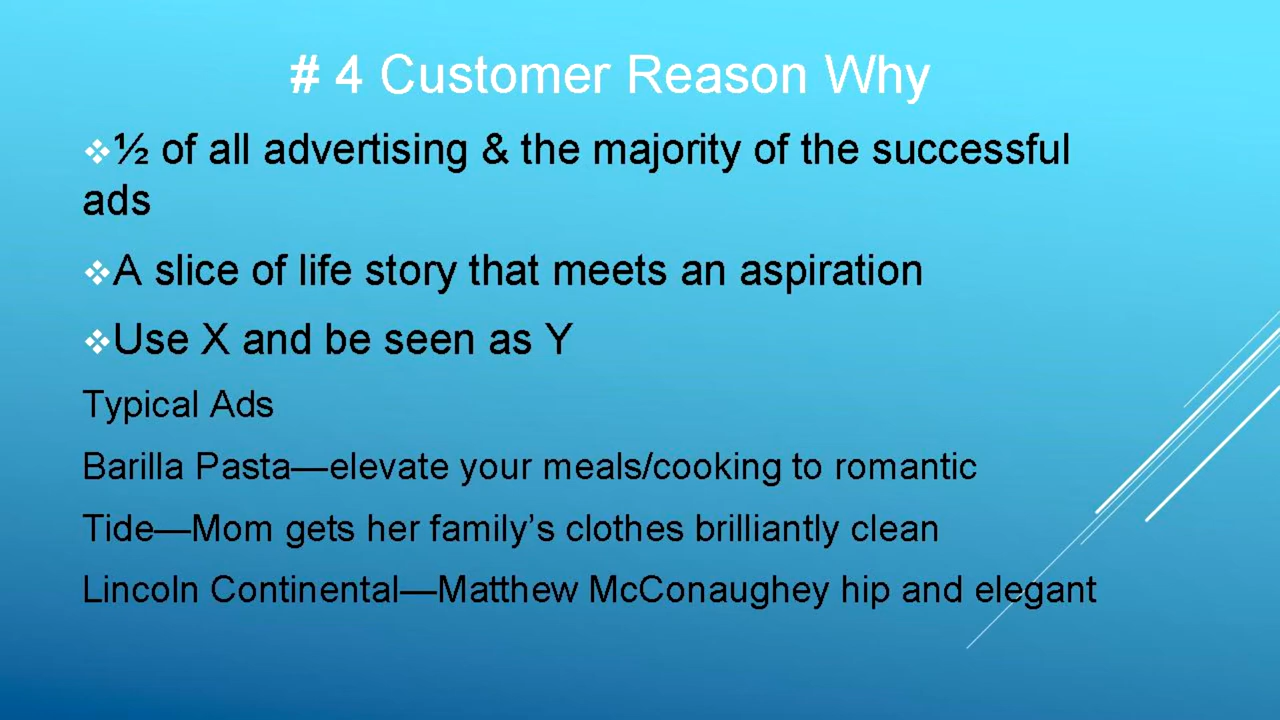 # 4 Customer Reason Why
❖½ of all advertising & the majority of the successful
ads
❖A slice of life story that meets an aspiration
❖Use X and be seen as Y
Typical Ads
Barilla Pasta—elevate your meals/cooking to romantic
Tide—Mom gets her family’s clothes brilliantly clean
Lincoln Continental—Matthew McConaughey hip and elegant